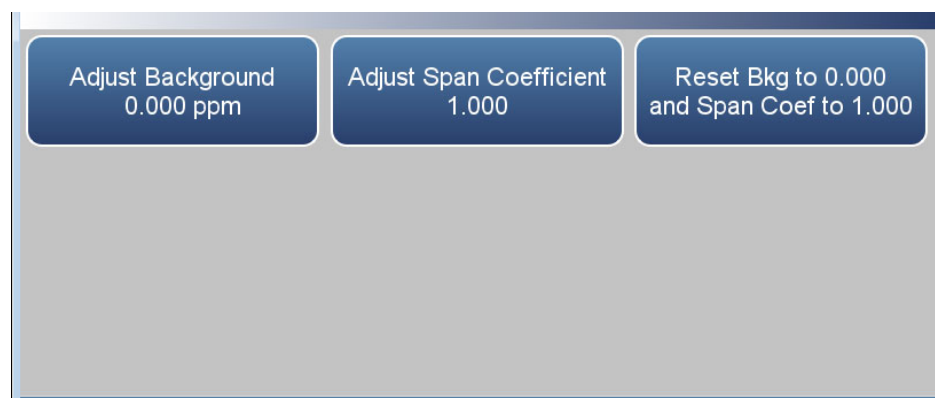 Adjust Background
0.000 ppm
Adjust Span Coefficient
1.000
Reset Bkg to 0.000
and Span Coef to 1.000